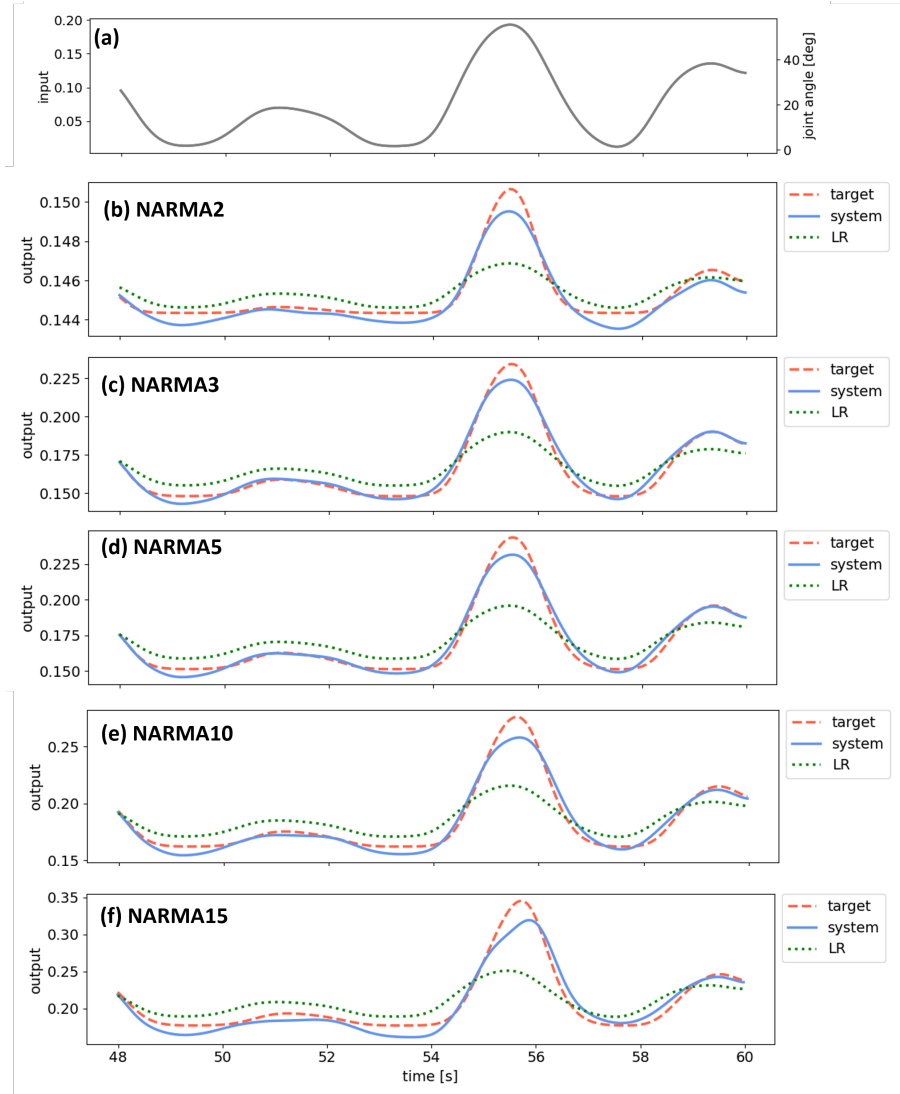 (a)
0.20
0.15
0.10
0.05
input
40
20
0
joint angle [deg]
(b) NARMA2
0.150
0.148
0.146
0.144
output
target
system
LR
(c) NARMA3
0.225
0.200
0.175
0.150
output
target
system
LR
(d) NARMA5
0.225
0.200
0.175
0.150
output
target
system
LR
(e) NARMA10
0.25
0.20
0.15
output
target
system
LR
(f) NARMA15
0.35
0.30
0.25
0.20
output
target
system
LR
48 50 52 54 56 58 60
time [s]